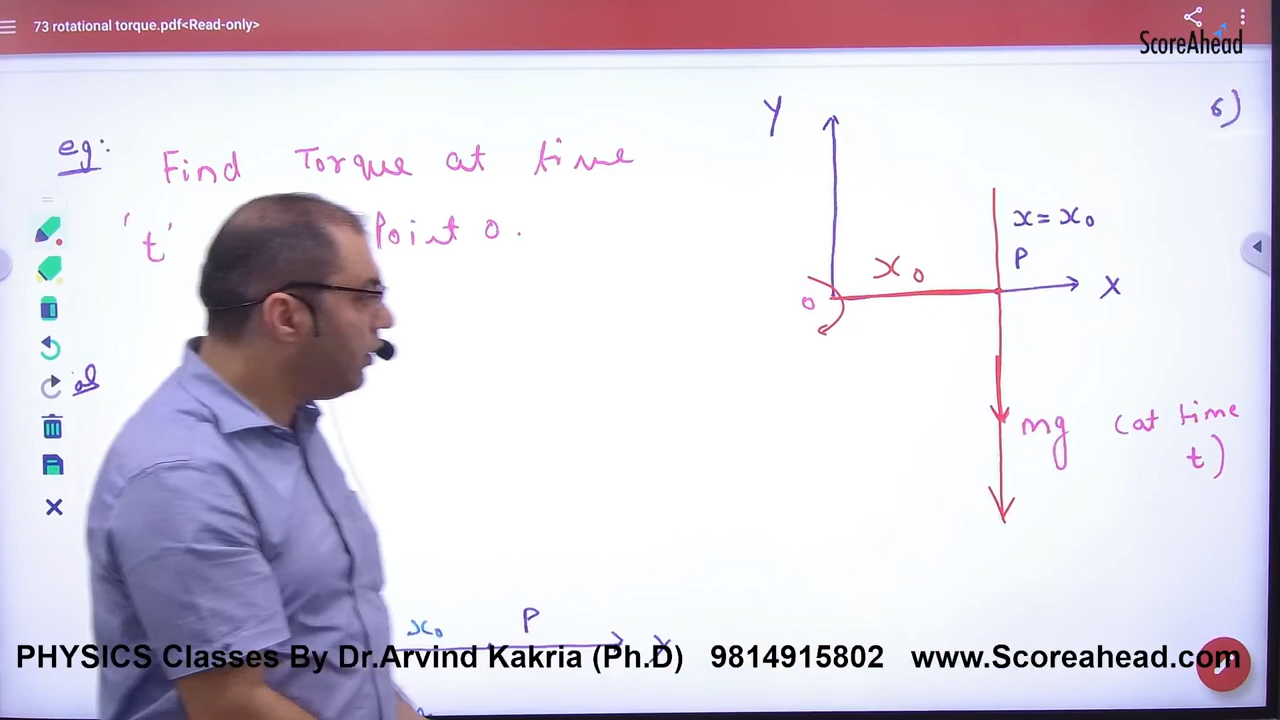 73 rotational torque.pdf<Read-only>
ScoreAhead
6)
eg: Find Torque at time
't' Point O.
Y
x = x₀
P
x₀
O
X
mg (at time
t)
x₀ P
X
PHYSICS Classes By Dr.Arvind Kakria (Ph.D) 9814915802 www.Scoreahead.com